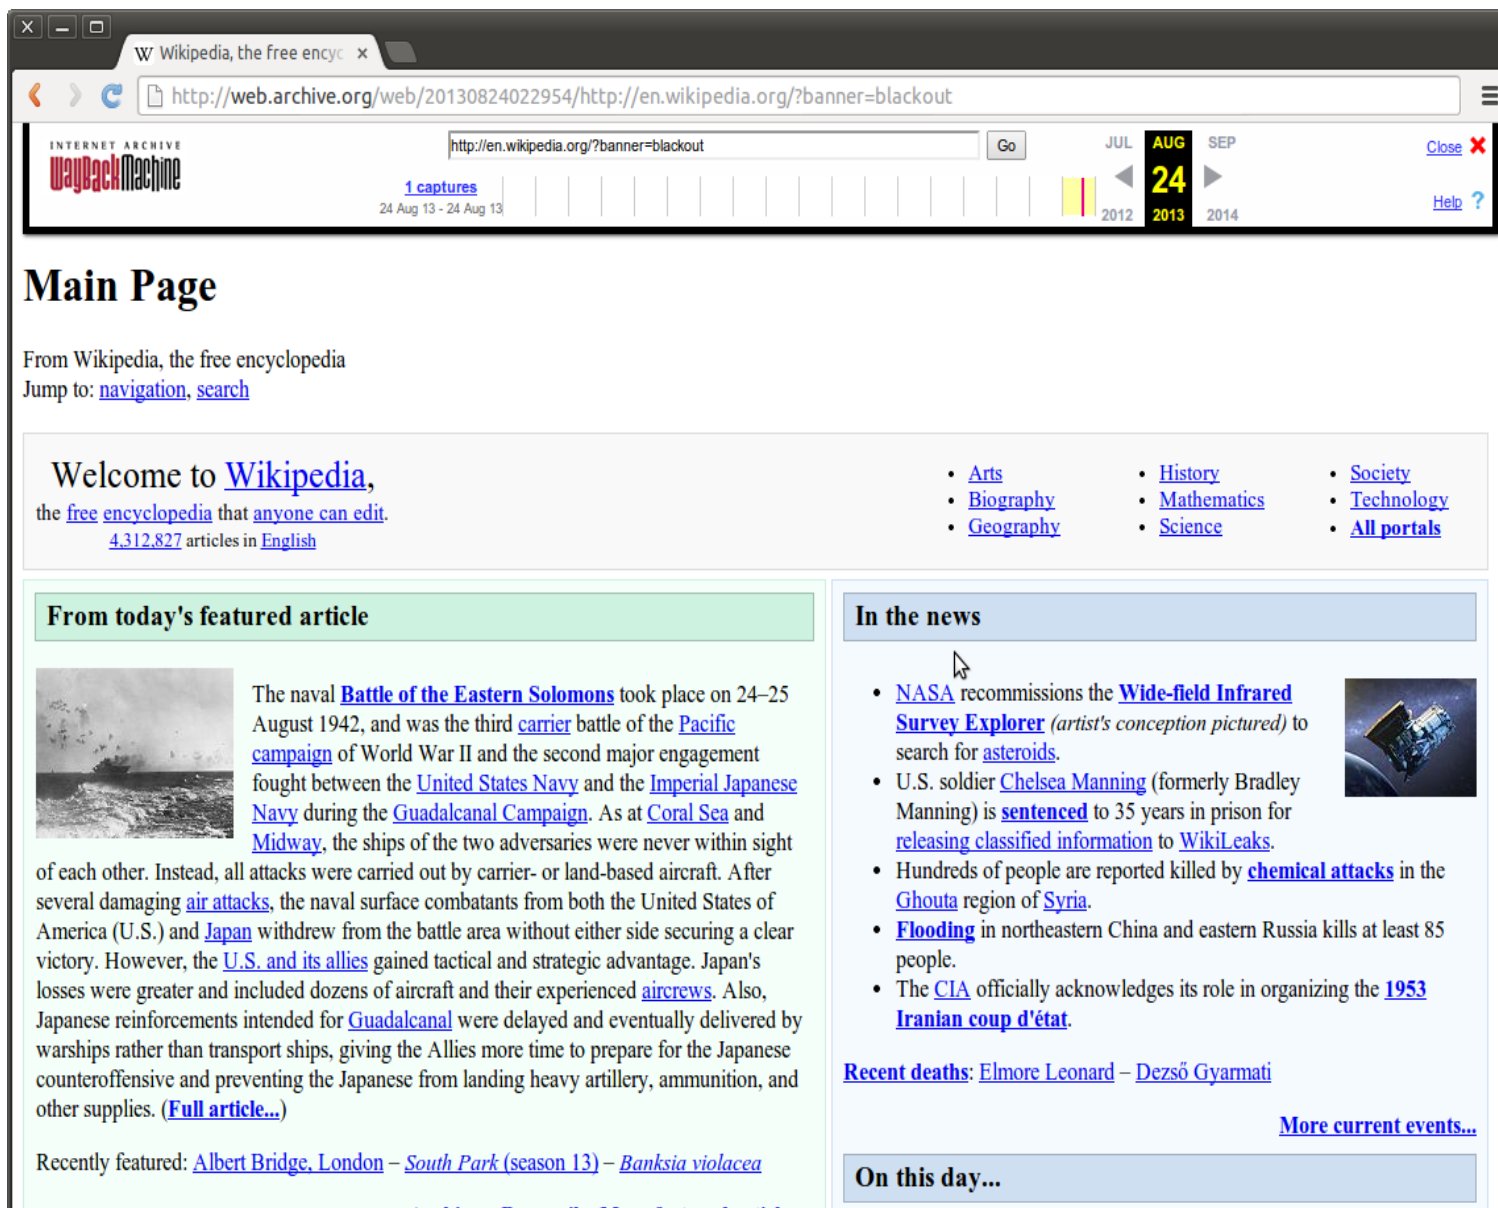 W Wikipedia, the free encyc ×
http://web.archive.org/web/20130824022954/http://en.wikipedia.org/?banner=blackout
INTERNET ARCHIVE
WayBackMachine
http://en.wikipedia.org/?banner=blackout
Go
JUL AUG SEP
Close
1 captures
24
24 Aug 13 - 24 Aug 13
Help ?
2012 2013 2014
Main Page
From Wikipedia, the free encyclopedia
Jump to: navigation, search
Welcome to Wikipedia,
the free encyclopedia that anyone can edit.
4,312,827 articles in English
• Arts
• Biography
• Geography
• History
• Mathematics
• Science
• Society
• Technology
• All portals
From today's featured article
The naval Battle of the Eastern Solomons took place on 24–25
August 1942, and was the third carrier battle of the Pacific
campaign of World War II and the second major engagement
fought between the United States Navy and the Imperial Japanese
Navy during the Guadalcanal Campaign. As at Coral Sea and
Midway, the ships of the two adversaries were never within sight
of each other. Instead, all attacks were carried out by carrier- or land-based aircraft. After
several damaging air attacks, the naval surface combatants from both the United States of
America (U.S.) and Japan withdrew from the battle area without either side securing a clear
victory. However, the U.S. and its allies gained tactical and strategic advantage. Japan's
losses were greater and included dozens of aircraft and their experienced aircrews. Also,
Japanese reinforcements intended for Guadalcanal were delayed and eventually delivered by
warships rather than transport ships, giving the Allies more time to prepare for the Japanese
counteroffensive and preventing the Japanese from landing heavy artillery, ammunition, and
other supplies. (Full article...)
Recently featured: Albert Bridge, London – South Park (season 13) – Banksia violacea
In the news
• NASA recommissions the Wide-field Infrared
Survey Explorer (artist's conception pictured) to
search for asteroids.
• U.S. soldier Chelsea Manning (formerly Bradley
Manning) is sentenced to 35 years in prison for
releasing classified information to WikiLeaks.
• Hundreds of people are reported killed by chemical attacks in the
Ghouta region of Syria.
• Flooding in northeastern China and eastern Russia kills at least 85
people.
• The CIA officially acknowledges its role in organizing the 1953
Iranian coup d'état.
Recent deaths: Elmore Leonard – Dezső Gyarmati
More current events...
On this day...